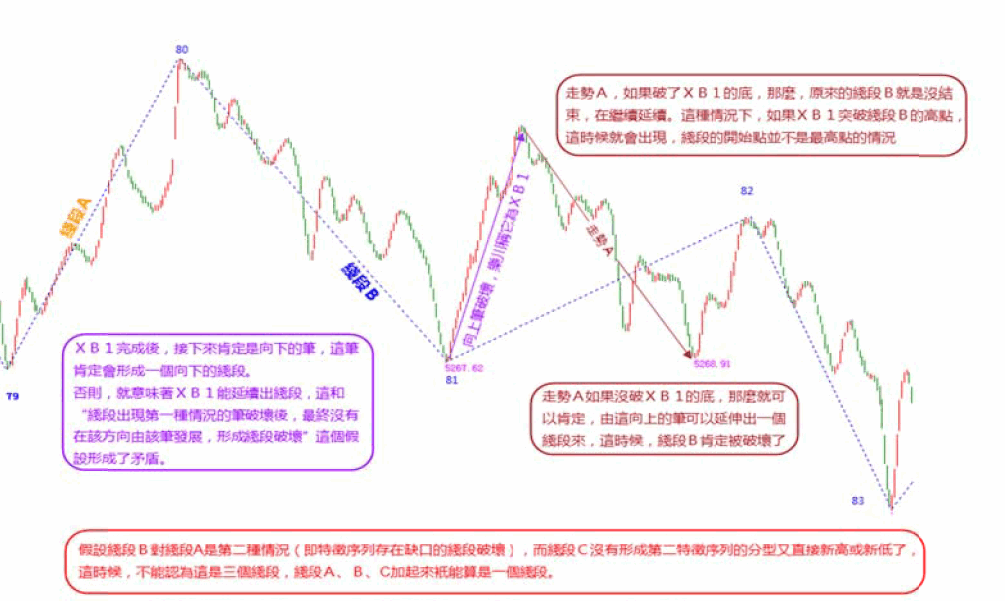 80
走勢A，如果破了XB1的底，那麼，原來的綫段B就是沒結
束，在繼續延續。這種情況下，如果XB1突破綫段B的高點，
這時候就會出現，綫段的開始點並不是最高點的情況
綫段A
82
向上筆破壞，樂川稱它為XB1
走勢A
綫段B
XB1完成後，接下來肯定是向下的筆，這筆
肯定會形成一個向下的綫段。
否則，就意味著XB1能延續出綫段，這和
“綫段出現第一種情況的筆破壞後，最終沒有
在該方向由該筆發展，形成綫段破壞”這個假
設形成了矛盾。
5267.62
81
5268.91
79
走勢A如果沒破XB1的底，那麼就可
以肯定，由這向上的筆可以延伸出一個
綫段來，這時候，綫段B肯定被破壞了
83
假設綫段B對綫段A是第二種情況（即特徵序列存在缺口的綫段破壞），而綫段C沒有形成第二特徵序列的分型又直接新高或新低了，
這時候，不能認為這是三個綫段，綫段A、B、C加起來衹能算是一個綫段。